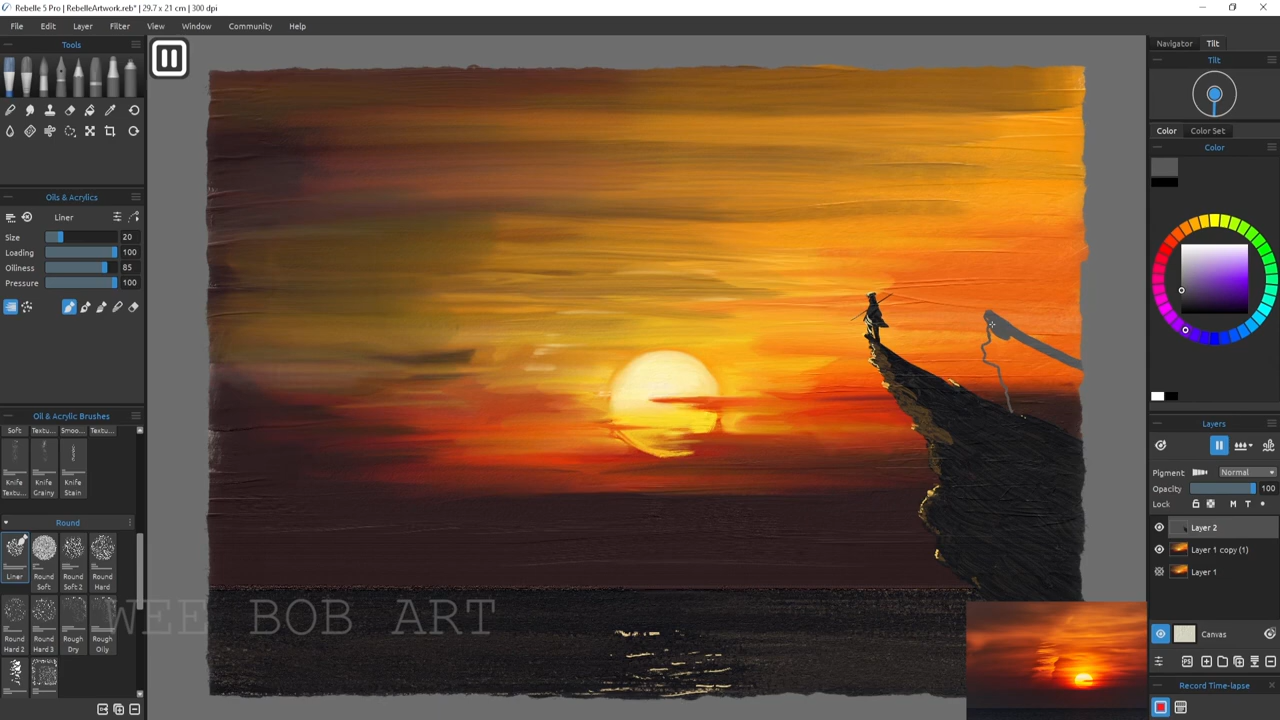 Rebelle 5 Pro | RebelleArtwork.reb* | 29.7 x 21 cm | 300 dpi
File Edit Layer Filter View Window Community Help
Tools
Oils & Acrylics
Liner
Size 20
Loading 100
Oiliness 85
Pressure 100
Oil & Acrylic Brushes
Soft Textu... Smoo... Textu...
Knife Textu... Knife Grainy Knife Stain
Round
Liner Round Soft Round Soft 2 Round Hard
Round Hard 2 Round Hard 3 Rough Dry Rough Oily
WEE BOB ART
Navigator Tilt
Tilt
Color Color Set
Color
Layers
Pigment Normal
Opacity 100
Lock M T
Layer 2
Layer 1 copy (1)
Layer 1
Canvas
PS
Record Time-lapse